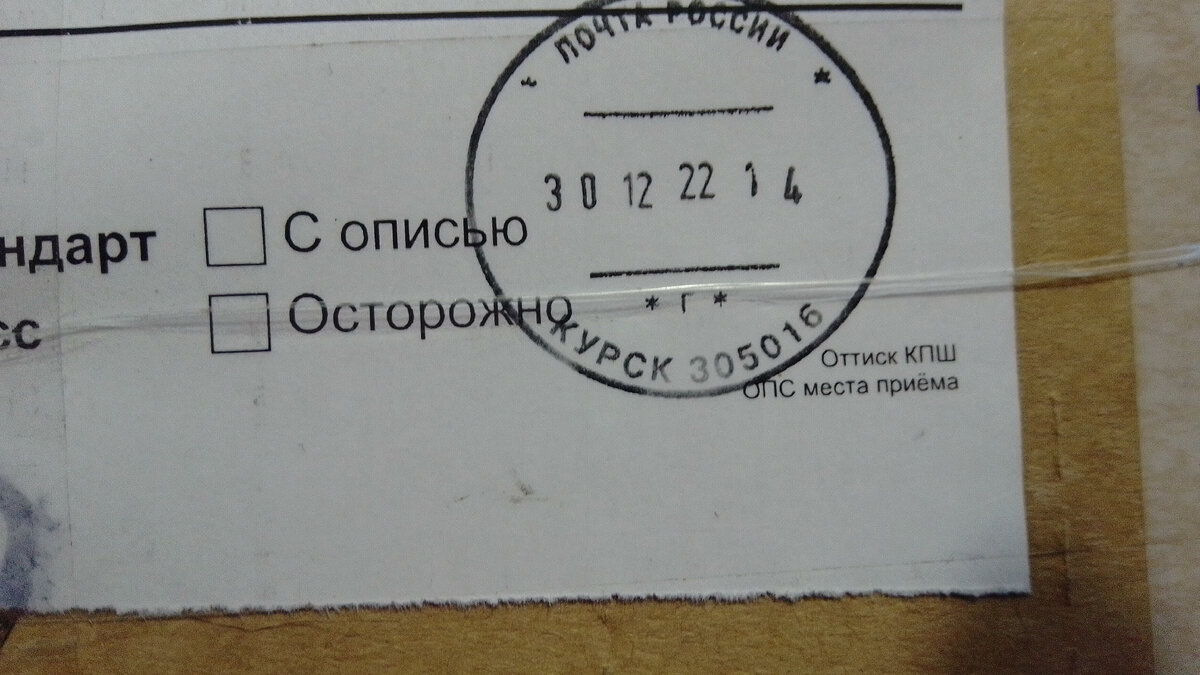 ПОЧТА РОССИИ
30 12 22 14
ндарт
С описью
* Г *
сс
Осторожно
КУРСК 305016
Оттиск КПШ
ОПС места приёма